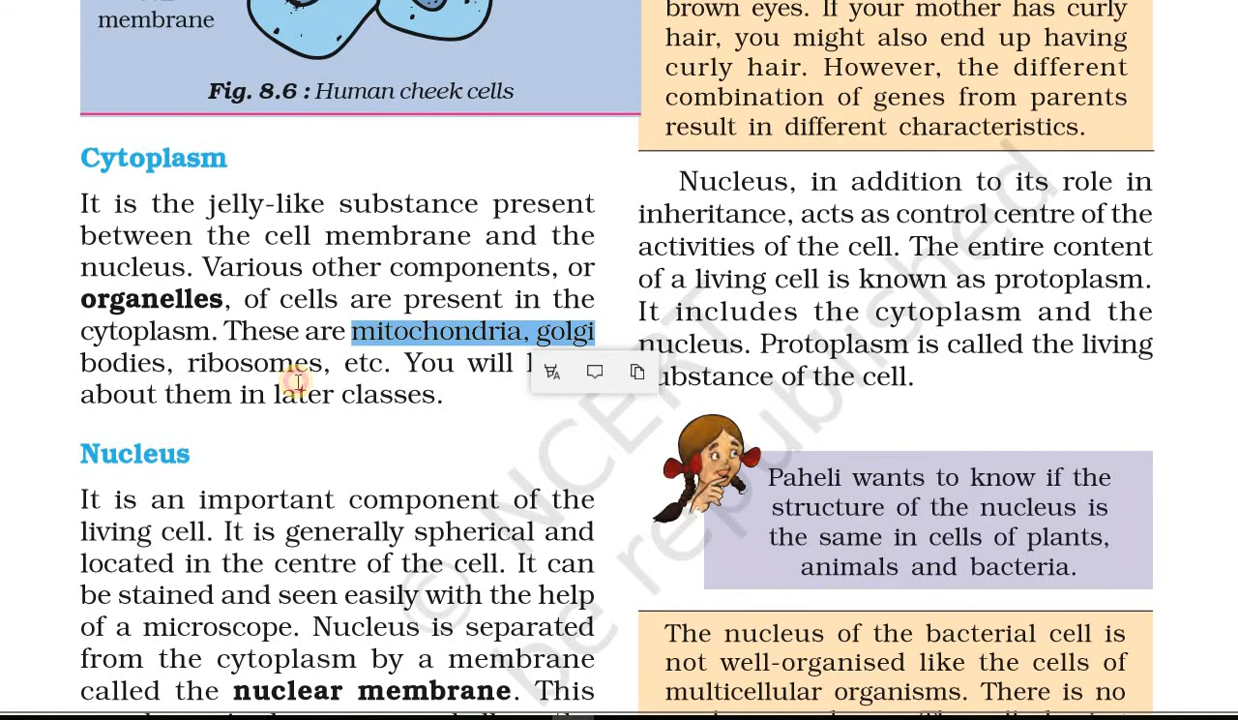 membrane
Fig. 8.6 : Human cheek cells
Cytoplasm
It is the jelly-like substance present
between the cell membrane and the
nucleus. Various other components, or
organelles, of cells are present in the
cytoplasm. These are mitochondria, golgi
bodies, ribosomes, etc. You will
about them in later classes.
Nucleus
It is an important component of the
living cell. It is generally spherical and
located in the centre of the cell. It can
be stained and seen easily with the help
of a microscope. Nucleus is separated
from the cytoplasm by a membrane
called the nuclear membrane. This
brown eyes. If your mother has curly
hair, you might also end up having
curly hair. However, the different
combination of genes from parents
result in different characteristics.
Nucleus, in addition to its role in
inheritance, acts as control centre of the
activities of the cell. The entire content
of a living cell is known as protoplasm.
It includes the cytoplasm and the
nucleus. Protoplasm is called the living
substance of the cell.
Paheli wants to know if the
structure of the nucleus is
the same in cells of plants,
animals and bacteria.
The nucleus of the bacterial cell is
not well-organised like the cells of
multicellular organisms. There is no
© NCERT
be republished